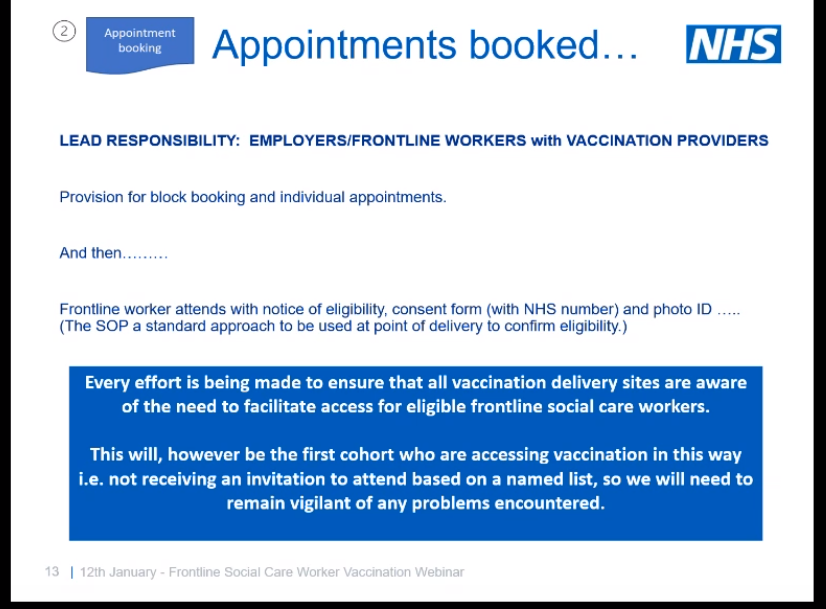 2
Appointment
booking
Appointments booked…
NHS
LEAD RESPONSIBILITY: EMPLOYERS/FRONTLINE WORKERS with VACCINATION PROVIDERS
Provision for block booking and individual appointments.
And then………
Frontline worker attends with notice of eligibility, consent form (with NHS number) and photo ID …..
(The SOP a standard approach to be used at point of delivery to confirm eligibility.)
Every effort is being made to ensure that all vaccination delivery sites are aware
of the need to facilitate access for eligible frontline social care workers.
This will, however be the first cohort who are accessing vaccination in this way
i.e. not receiving an invitation to attend based on a named list, so we will need to
remain vigilant of any problems encountered.
13 | 12th January - Frontline Social Care Worker Vaccination Webinar